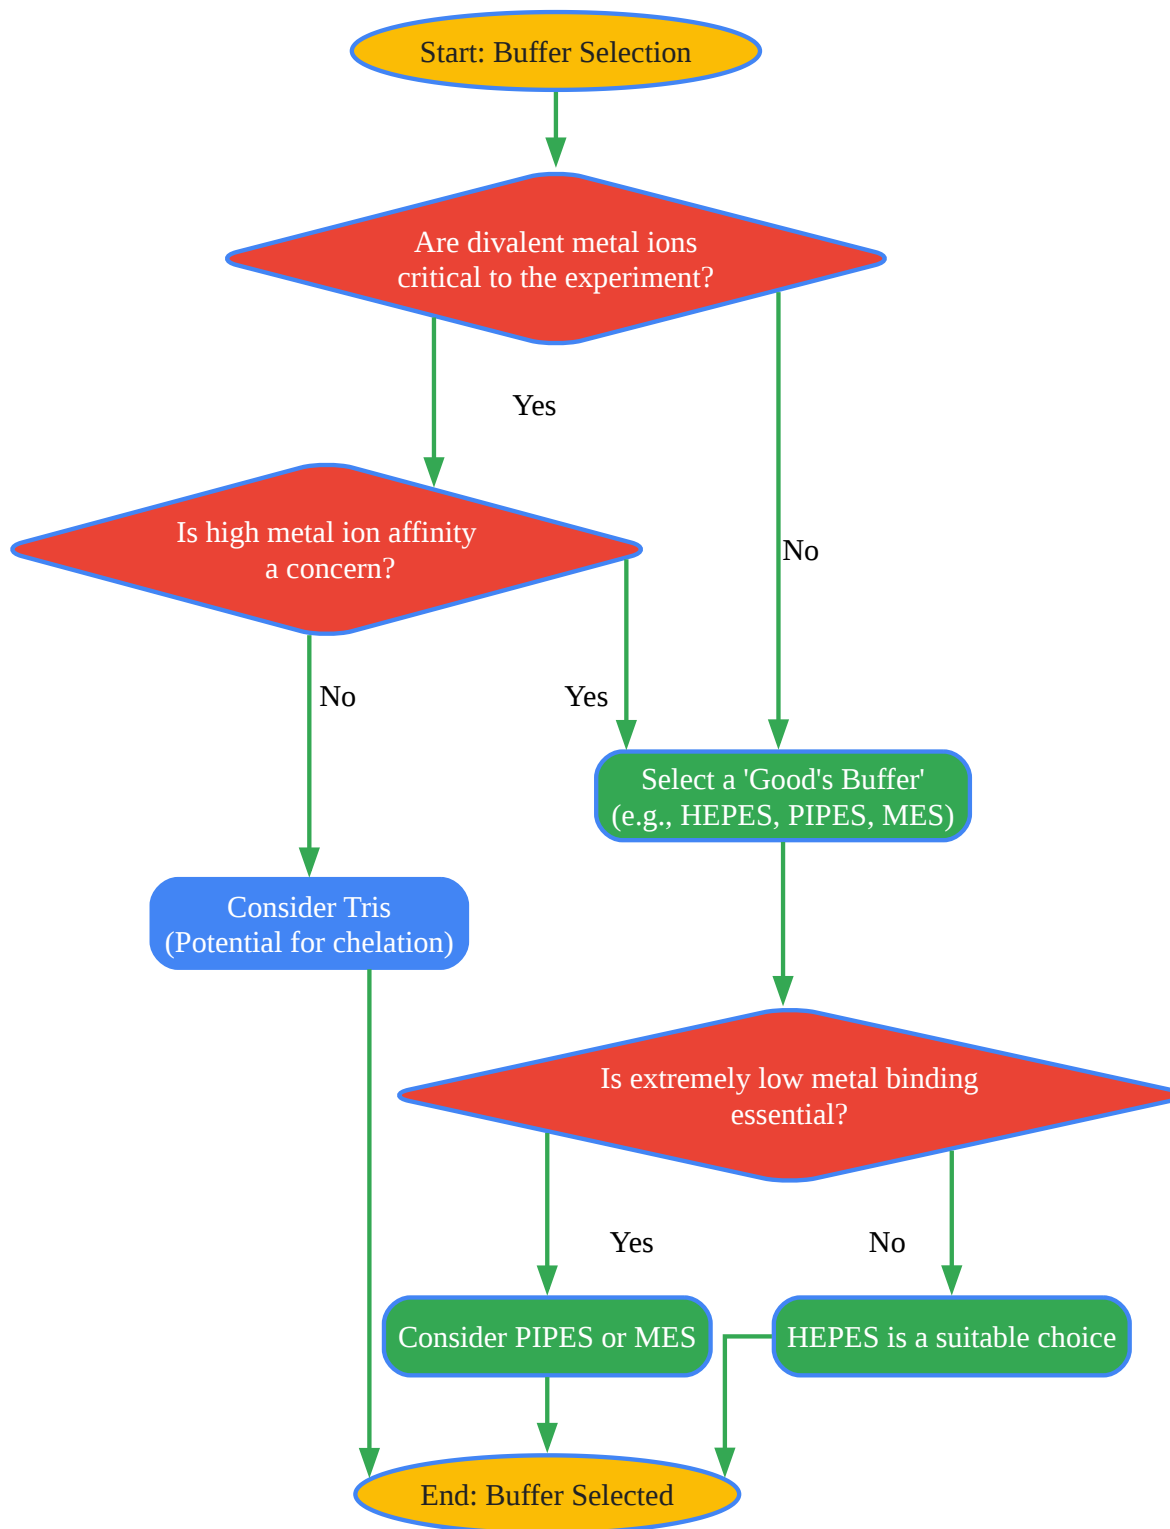 Start: Buffer Selection
Are divalent metal ions
critical to the experiment?
Yes
Is high metal ion affinity
a concern?
No
No
Yes
Select a 'Good's Buffer'
(e.g., HEPES, PIPES, MES)
Consider Tris
(Potential for chelation)
Is extremely low metal binding
essential?
Yes
No
Consider PIPES or MES
HEPES is a suitable choice
End: Buffer Selected